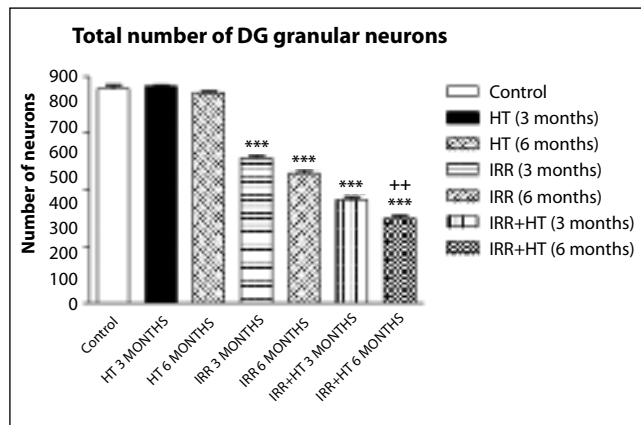 Total number of DG granular neurons
Number of neurons
900
800
700
600
500
400
300
200
100
0
***
***
***
++
***
Control
HT 3 MONTHS
HT 6 MONTHS
IRR 3 MONTHS
IRR 6 MONTHS
IRR+HT 3 MONTHS
IRR+HT 6 MONTHS
Control
HT (3 months)
HT (6 months)
IRR (3 months)
IRR (6 months)
IRR+HT (3 months)
IRR+HT (6 months)